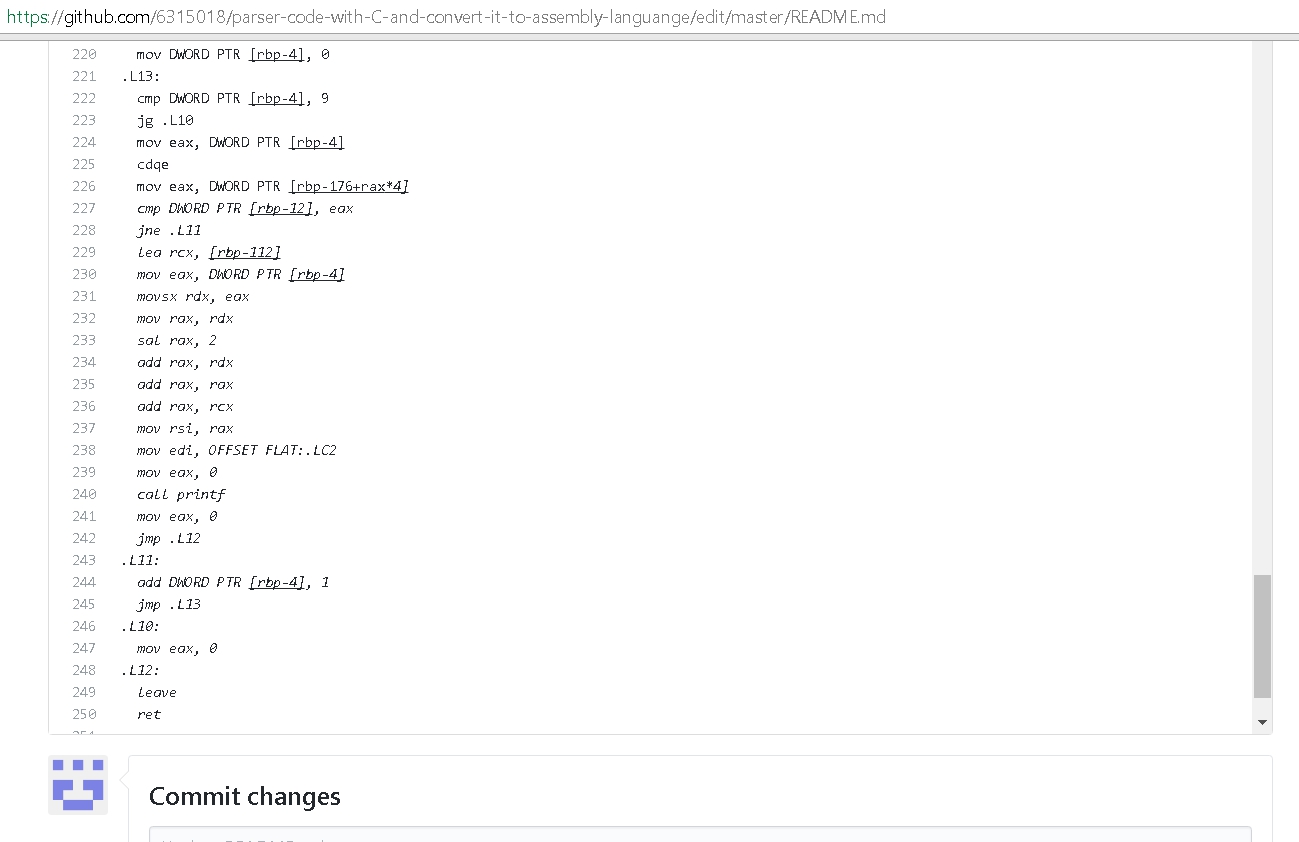 https://github.com/6315018/parser-code-with-C-and-convert-it-to-assembly-languange/edit/master/README.md
220 mov DWORD PTR [rbp-4], 0
221 .L13:
222 cmp DWORD PTR [rbp-4], 9
223 jg .L10
224 mov eax, DWORD PTR [rbp-4]
225 cdqe
226 mov eax, DWORD PTR [rbp-176+rax*4]
227 cmp DWORD PTR [rbp-12], eax
228 jne .L11
229 lea rcx, [rbp-112]
230 mov eax, DWORD PTR [rbp-4]
231 movsx rdx, eax
232 mov rax, rdx
233 sal rax, 2
234 add rax, rdx
235 add rax, rax
236 add rax, rcx
237 mov rsi, rax
238 mov edi, OFFSET FLAT:.LC2
239 mov eax, 0
240 call printf
241 mov eax, 0
242 jmp .L12
243 .L11:
244 add DWORD PTR [rbp-4], 1
245 jmp .L13
246 .L10:
247 mov eax, 0
248 .L12:
249 leave
250 ret
Commit changes